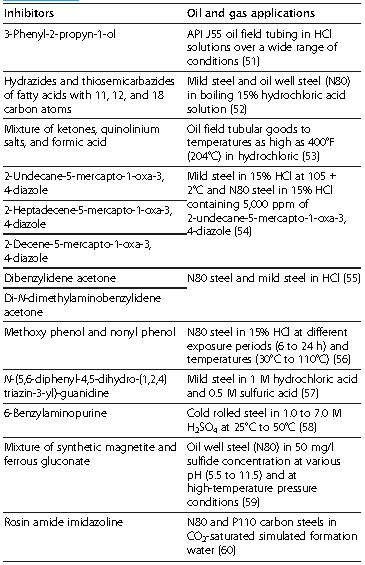 Inhibitors Oil and gas applications
3-Phenyl-2-propyn-1-ol API J55 oil field tubing in HCl
solutions over a wide range of
conditions (51)
Hydrazides and thiosemicarbazides Mild steel and oil well steel (N80)
of fatty acids with 11, 12, and 18 in boiling 15% hydrochloric acid
carbon atoms solution (52)
Mixture of ketones, quinolinium Oil field tubular goods to
salts, and formic acid temperatures as high as 400°F
(204°C) in hydrochloric (53)
2-Undecane-5-mercapto-1-oxa-3, Mild steel in 15% HCl at 105 +
4-diazole 2°C and N80 steel in 15% HCl
2-Heptadecene-5-mercapto-1-oxa-3, containing 5,000 ppm of
4-diazole 2-undecane-5-mercapto-1-oxa-3,
2-Decene-5-mercapto-1-oxa-3, 4-diazole (54)
4-diazole
Dibenzylidene acetone N80 steel and mild steel in HCl (55)
Di-N-dimethylaminobenzylidene
acetone
Methoxy phenol and nonyl phenol N80 steel in 15% HCl at different
exposure periods (6 to 24 h) and
temperatures (30°C to 110°C) (56)
N-(5,6-diphenyl-4,5-dihydro-(1,2,4) Mild steel in 1 M hydrochloric acid
triazin-3-yl)-guanidine and 0.5 M sulfuric acid (57)
6-Benzylaminopurine Cold rolled steel in 1.0 to 7.0 M
H2SO4 at 25°C to 50°C (58)
Mixture of synthetic magnetite and Oil well steel (N80) in 50 mg/l
ferrous gluconate sulfide concentration at various
pH (5.5 to 11.5) and at
high-temperature pressure
conditions (59)
Rosin amide imidazoline N80 and P110 carbon steels in
CO2-saturated simulated formation
water (60)